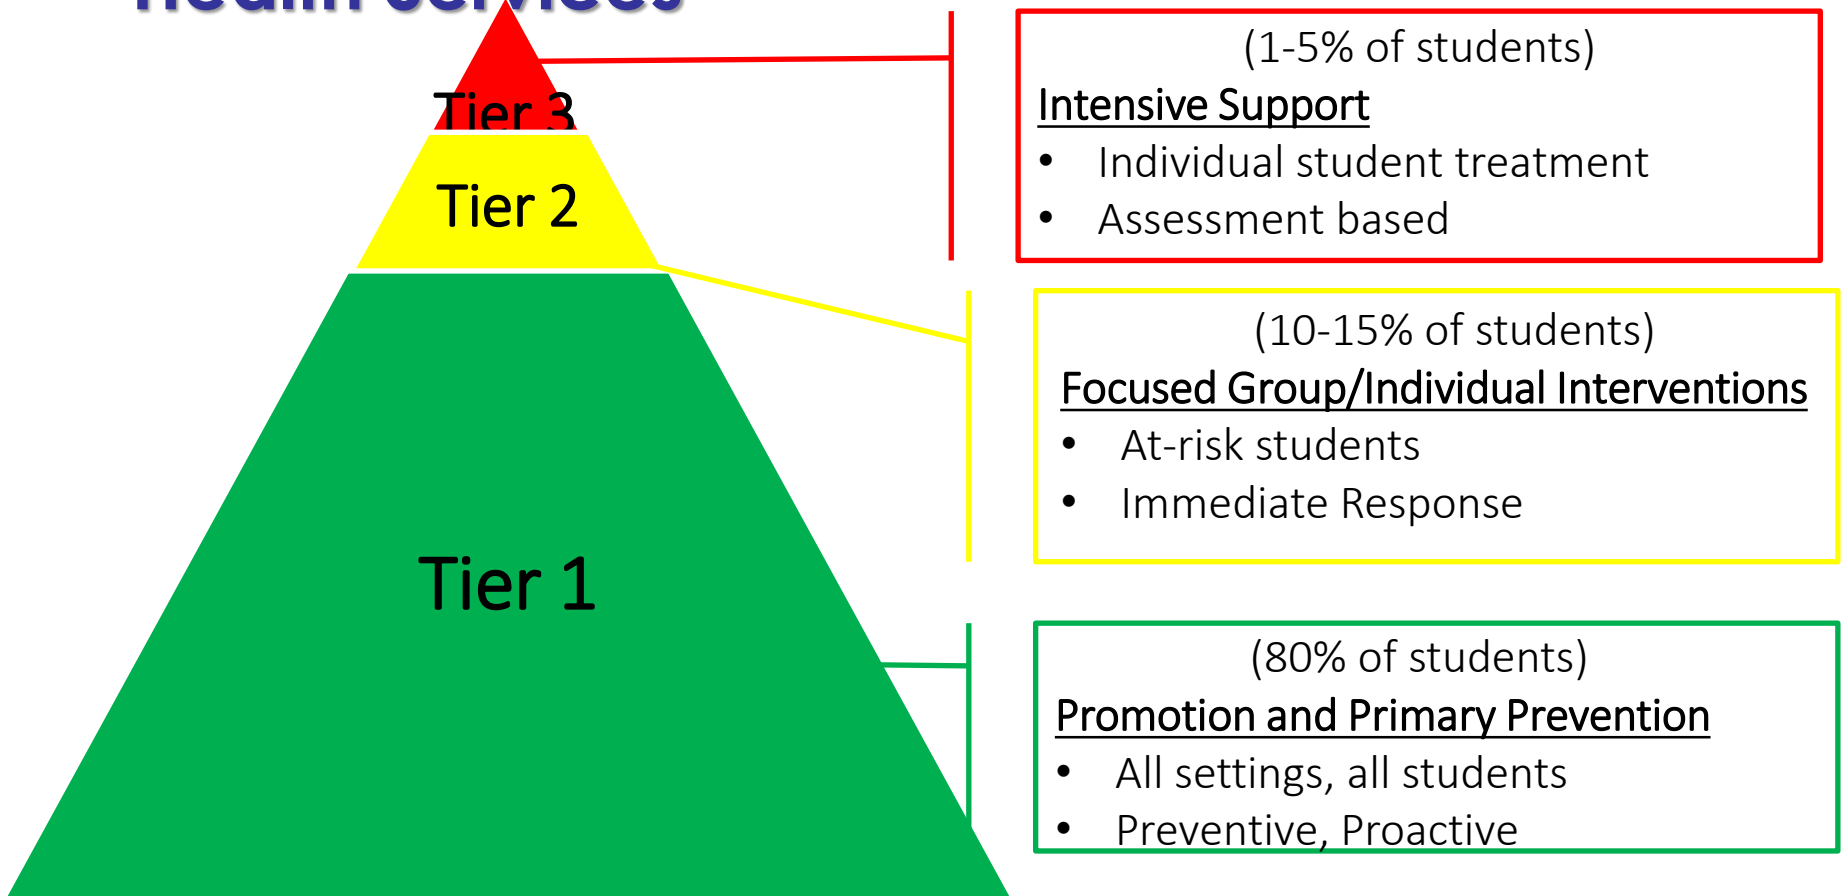 Health Services
Tier 3
(1-5% of students)
Intensive Support
• Individual student treatment
• Assessment based
Tier 2
(10-15% of students)
Focused Group/Individual Interventions
• At-risk students
• Immediate Response
Tier 1
(80% of students)
Promotion and Primary Prevention
• All settings, all students
• Preventive, Proactive